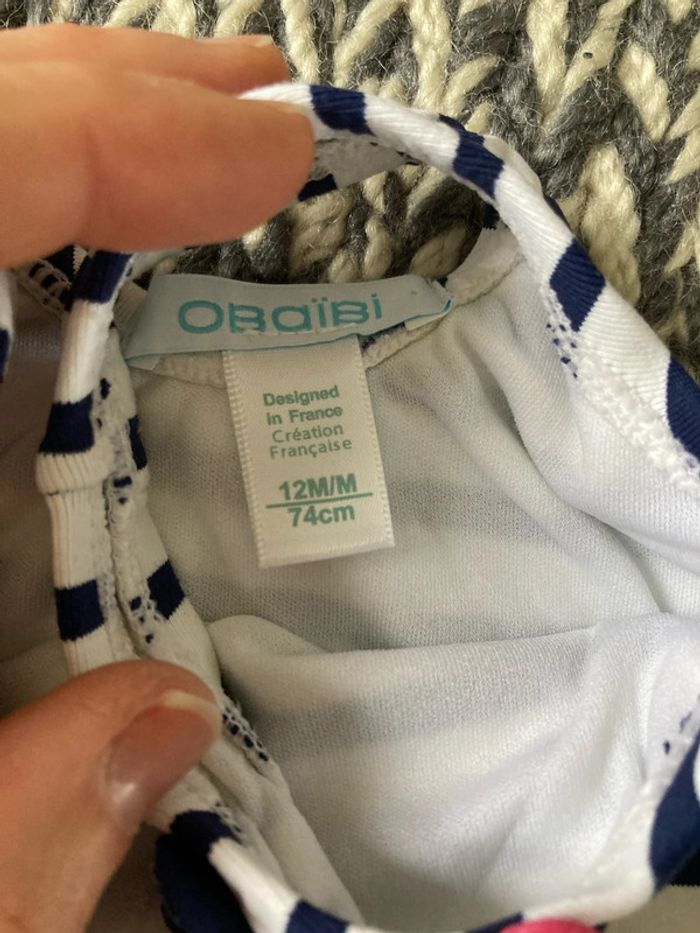 OBaïBi
Designed
in France
Création
Française
12M/M
74cm